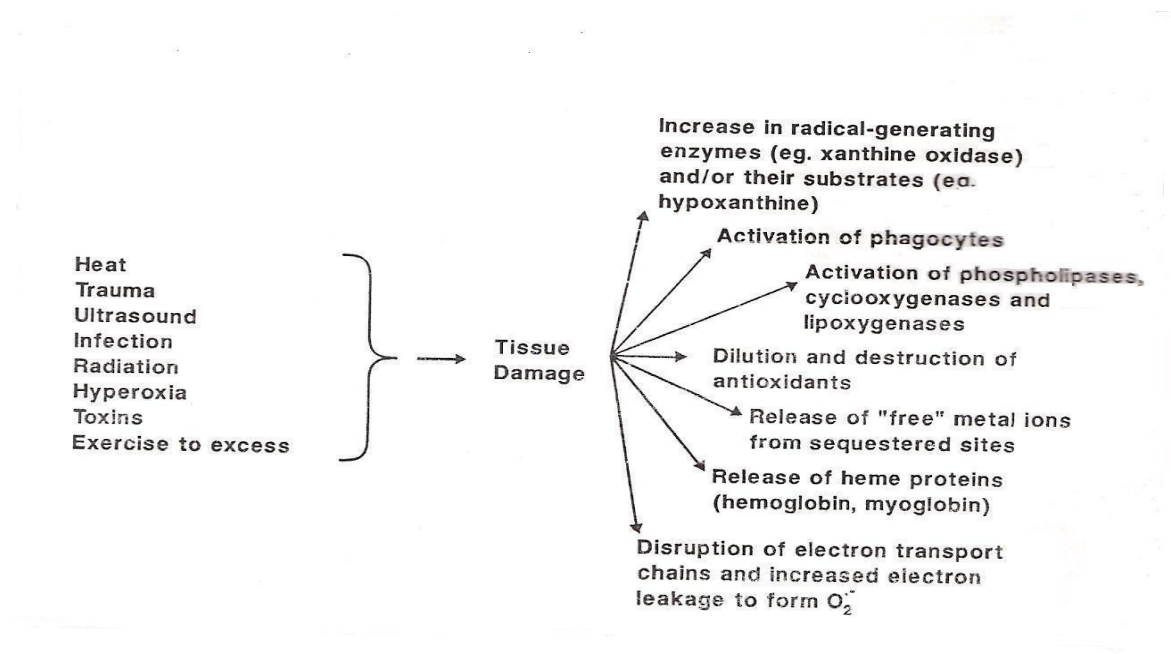 Heat
Trauma
Ultrasound
Infection
Radiation
Hyperoxia
Toxins
Exercise to excess
Tissue
Damage
Increase in radical-generating
enzymes (eg. xanthine oxidase)
and/or their substrates (eg.
hypoxanthine)
Activation of phagocytes
Activation of phospholipases,
cyclooxygenases and
lipoxygenases
Dilution and destruction of
antioxidants
Release of "free" metal ions
from sequestered sites
Release of heme proteins
(hemoglobin, myoglobin)
Disruption of electron transport
chains and increased electron
leakage to form O₂·⁻